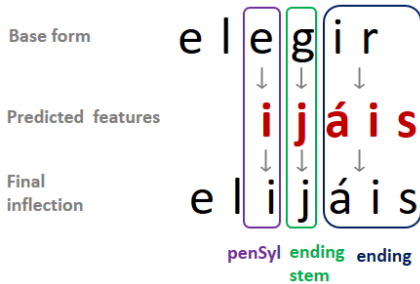 Base form e l e g i r
Predicted features i j á i s
Final
inflection e l i j á i s
penSyl ending ending
stem